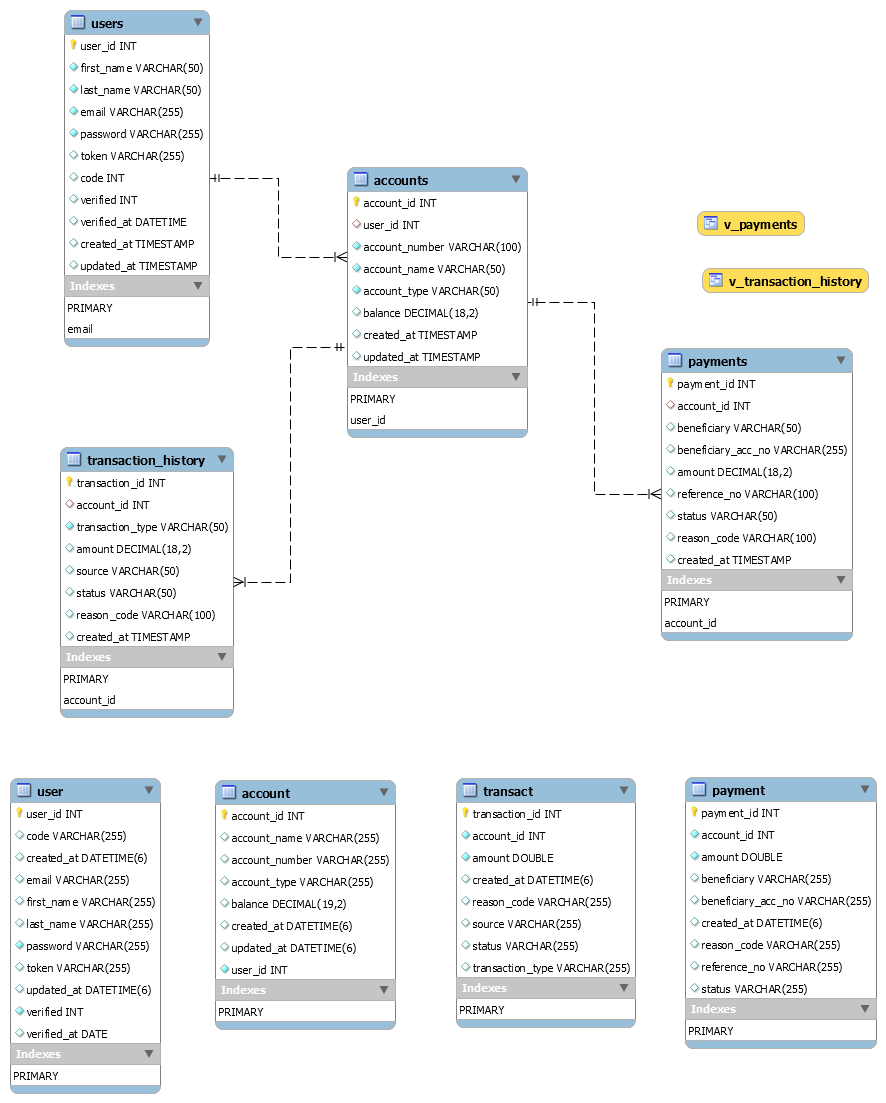 users
user_id INT
first_name VARCHAR(50)
last_name VARCHAR(50)
email VARCHAR(255)
password VARCHAR(255)
token VARCHAR(255)
code INT
verified INT
verified_at DATETIME
created_at TIMESTAMP
updated_at TIMESTAMP
Indexes
PRIMARY
email
accounts
account_id INT
user_id INT
account_number VARCHAR(100)
account_name VARCHAR(50)
account_type VARCHAR(50)
balance DECIMAL(18,2)
created_at TIMESTAMP
updated_at TIMESTAMP
Indexes
PRIMARY
user_id
v_payments
v_transaction_history
payments
payment_id INT
account_id INT
beneficiary VARCHAR(50)
beneficiary_acc_no VARCHAR(255)
amount DECIMAL(18,2)
reference_no VARCHAR(100)
status VARCHAR(50)
reason_code VARCHAR(100)
created_at TIMESTAMP
Indexes
PRIMARY
account_id
transaction_history
transaction_id INT
account_id INT
transaction_type VARCHAR(50)
amount DECIMAL(18,2)
source VARCHAR(50)
status VARCHAR(50)
reason_code VARCHAR(100)
created_at TIMESTAMP
Indexes
PRIMARY
account_id
user
user_id INT
code VARCHAR(255)
created_at DATETIME(6)
email VARCHAR(255)
first_name VARCHAR(255)
last_name VARCHAR(255)
password VARCHAR(255)
token VARCHAR(255)
updated_at DATETIME(6)
verified INT
verified_at DATE
Indexes
PRIMARY
account
account_id INT
account_name VARCHAR(255)
account_number VARCHAR(255)
account_type VARCHAR(255)
balance DECIMAL(19,2)
created_at DATETIME(6)
updated_at DATETIME(6)
user_id INT
Indexes
PRIMARY
transact
transaction_id INT
account_id INT
amount DOUBLE
created_at DATETIME(6)
reason_code VARCHAR(255)
source VARCHAR(255)
status VARCHAR(255)
transaction_type VARCHAR(255)
Indexes
PRIMARY
payment
payment_id INT
account_id INT
amount DOUBLE
beneficiary VARCHAR(255)
beneficiary_acc_no VARCHAR(255)
created_at DATETIME(6)
reason_code VARCHAR(255)
reference_no VARCHAR(255)
status VARCHAR(255)
Indexes
PRIMARY